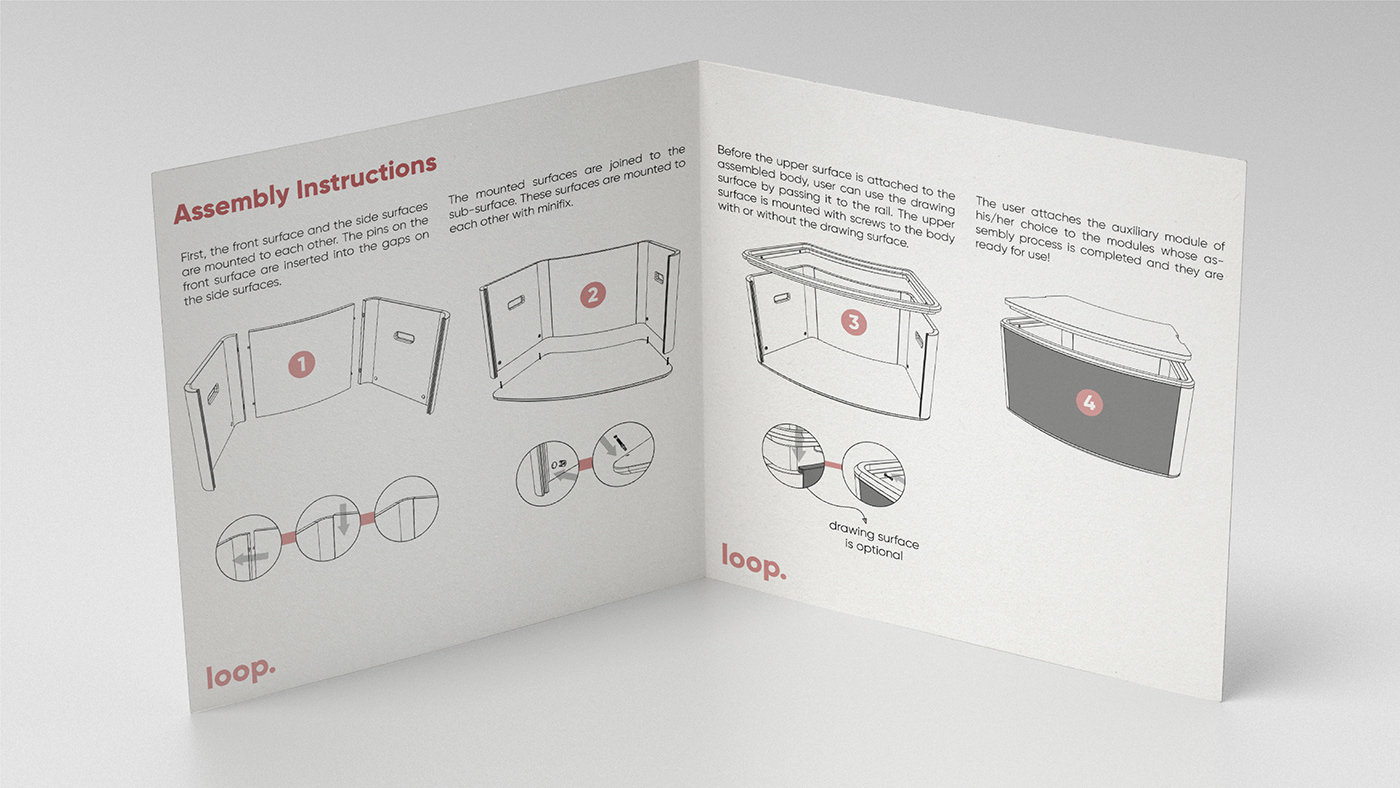 Assembly Instructions
First, the front surface and the side surfaces
are mounted to each other. The pins on the
front surface are inserted into the gaps on
the side surfaces.
1
The mounted surfaces are joined to the
sub-surface. These surfaces are mounted to
each other with minifix.
2
loop.
Before the upper surface is attached to the
assembled body, user can use the drawing
surface by passing it to the rail. The upper
surface is mounted with screws to the body
with or without the drawing surface.
3
drawing surface
is optional
The user attaches the auxiliary module of
his/her choice to the modules whose as-
sembly process is completed and they are
ready for use!
4
loop.